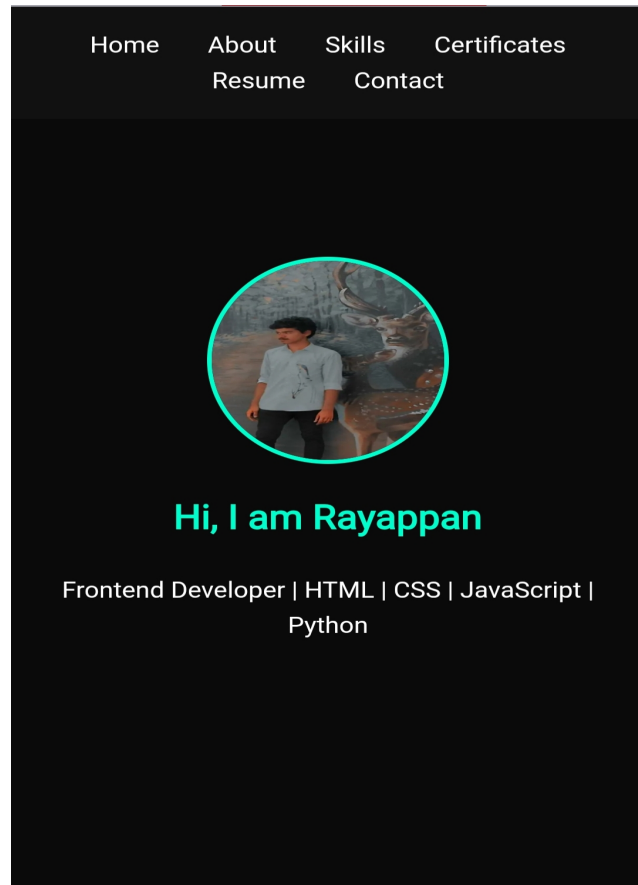 Home About Skills Certificates
Resume Contact
Hi, I am Rayappan
Frontend Developer | HTML | CSS | JavaScript |
Python